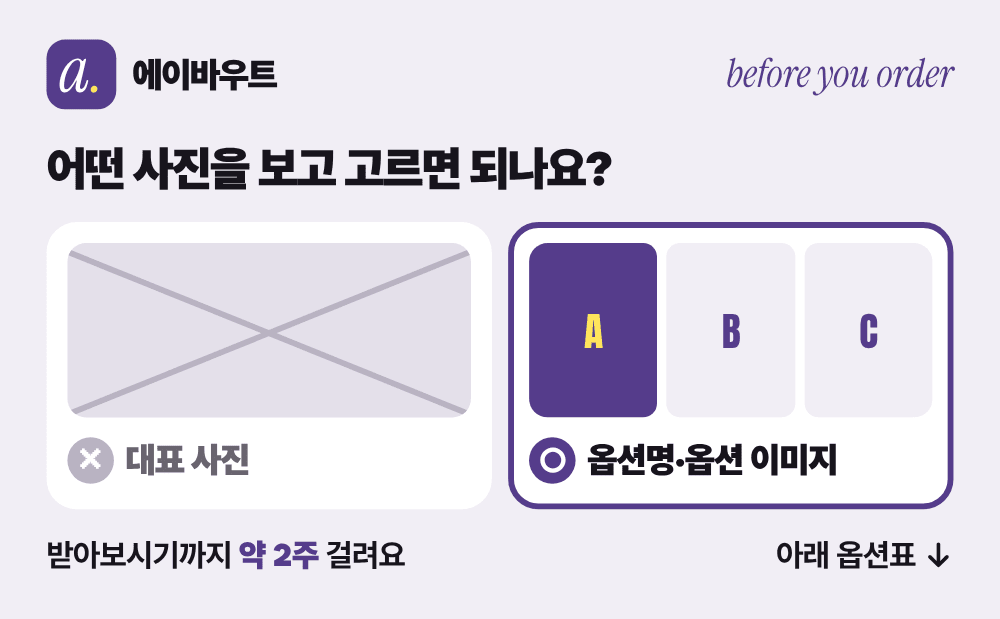 a. 에이바우트
before you order
어떤 사진을 보고 고르면 되나요?
A
B
C
대표 사진
옵션명·옵션 이미지
받아보시기까지 약 2주 걸려요
아래 옵션표 ↓